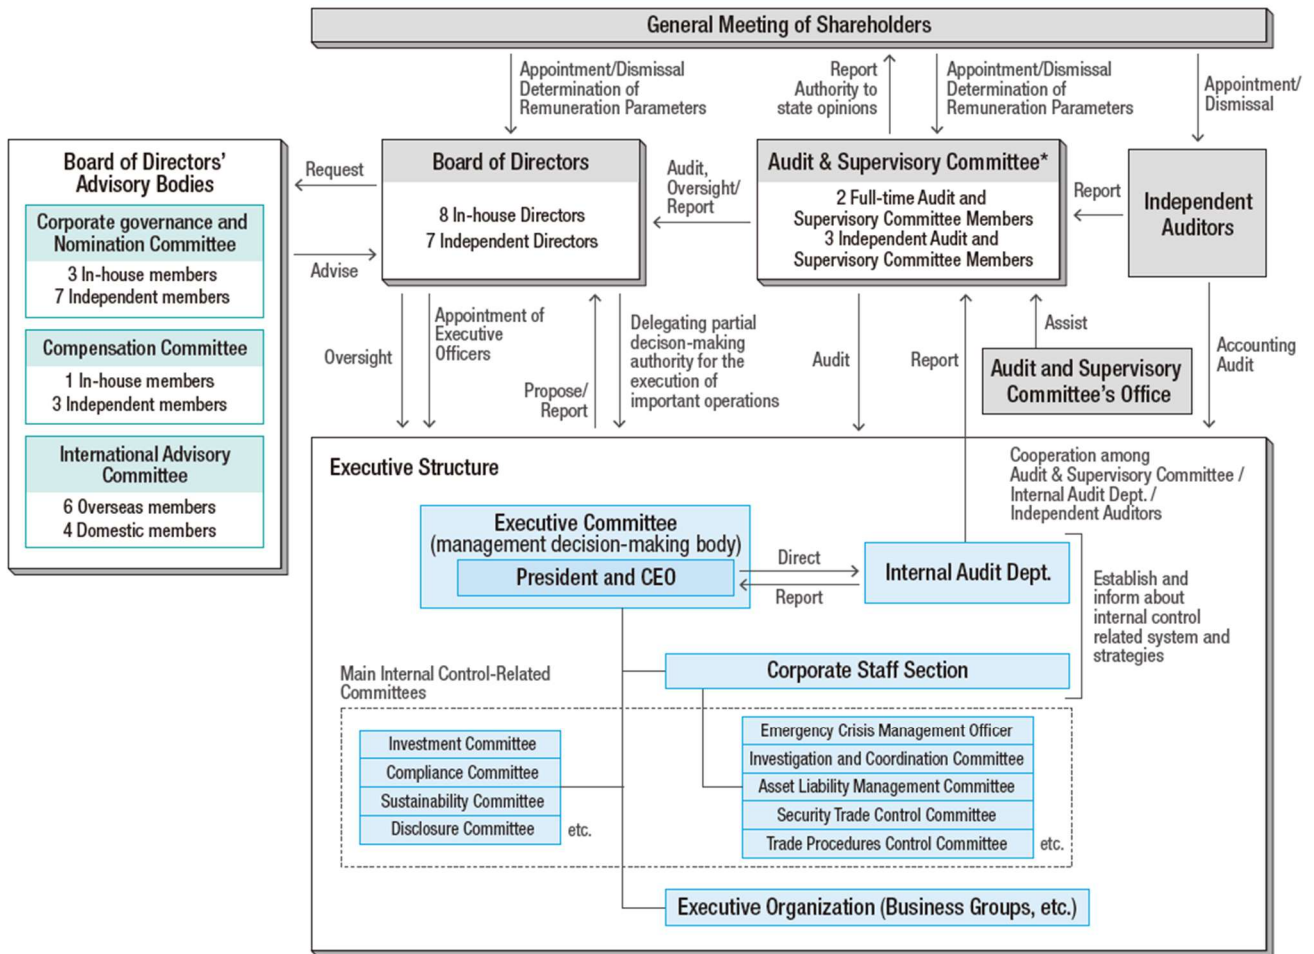 General Meeting of Shareholders
Appointment/Dismissal
Determination of
Remuneration Parameters
Report
Authority to
state opinions
Appointment/Dismissal
Determination of
Remuneration Parameters
Appointment/
Dismissal
Board of Directors'
Advisory Bodies
Corporate governance and
Nomination Committee
3 In-house members
7 Independent members
Compensation Committee
1 In-house members
3 Independent members
International Advisory
Committee
6 Overseas members
4 Domestic members
Request
Advise
Board of Directors
8 In-house Directors
7 Independent Directors
Audit,
Oversight/
Report
Audit & Supervisory Committee*
2 Full-time Audit and
Supervisory Committee Members
3 Independent Audit and
Supervisory Committee Members
Report
Independent
Auditors
Oversight
Appointment of
Executive
Officers
Propose/
Report
Delegating partial
decison-making
authority for the
execution of
important operations
Audit
Report
Assist
Audit and Supervisory
Committee's Office
Accounting
Audit
Executive Structure
Cooperation among
Audit & Supervisory Committee /
Internal Audit Dept. /
Independent Auditors
Executive Committee
(management decision-making body)
President and CEO
Direct
Report
Internal Audit Dept.
Establish and
inform about
internal control
related system and
strategies
Corporate Staff Section
Main Internal Control-Related
Committees
Investment Committee
Compliance Committee
Sustainability Committee
Disclosure Committee
etc.
Emergency Crisis Management Officer
Investigation and Coordination Committee
Asset Liability Management Committee
Security Trade Control Committee
Trade Procedures Control Committee
etc.
Executive Organization (Business Groups, etc.)